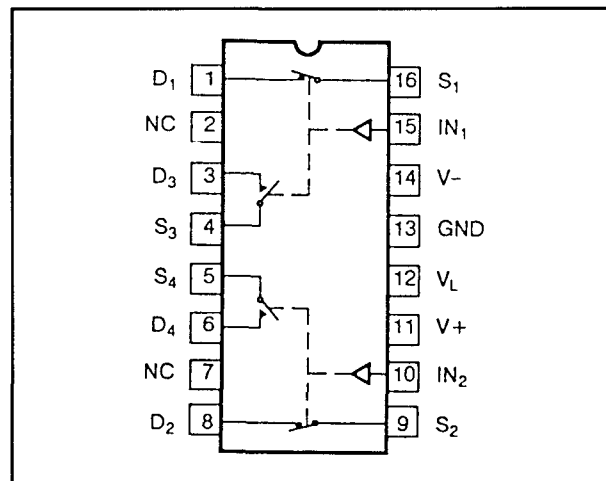 D1 1 16 S1
NC 2 15 IN1
D3 3 14 V-
S3 4 13 GND
S4 5 12 VL
D4 6 11 V+
NC 7 10 IN2
D2 8 9 S2